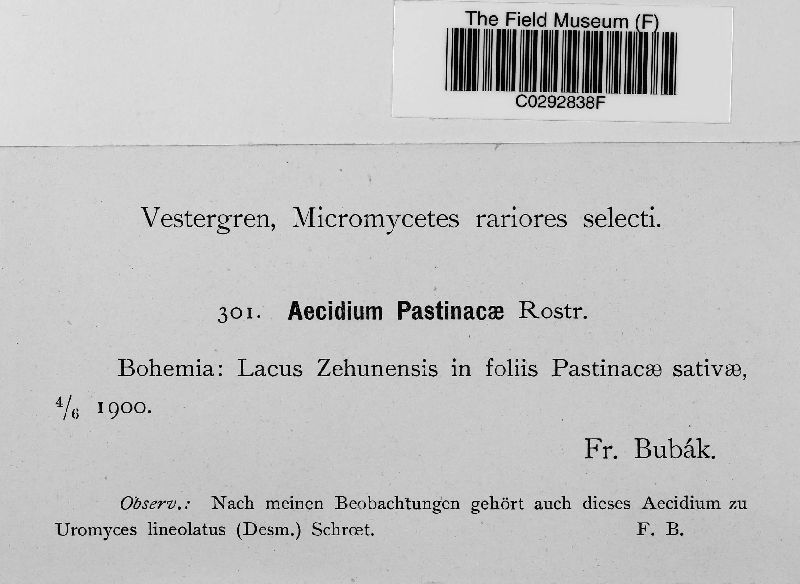 The Field Museum (F)
C0292838F
Vestergren, Micromycetes rariores selecti.
301. Aecidium Pastinacæ Rostr.
Bohemia: Lacus Zehunensis in foliis Pastinacæ sativæ,
4/6 1900.
Fr. Bubák.
Observ.: Nach meinen Beobachtungen gehört auch dieses Aecidium zu
Uromyces lineolatus (Desm.) Schrœt. F. B.